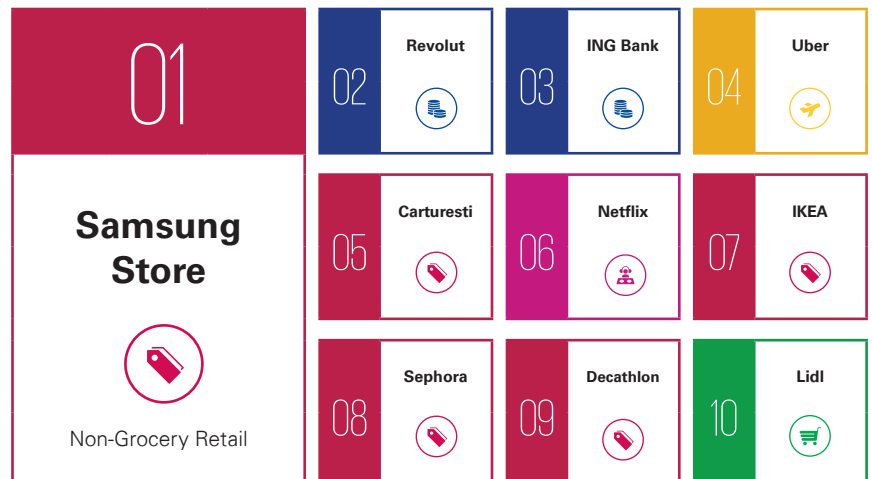 01
Samsung
Store
Non-Grocery Retail
02
Revolut
03
ING Bank
04
Uber
05
Carturesti
06
Netflix
07
IKEA
08
Sephora
09
Decathlon
10
Lidl